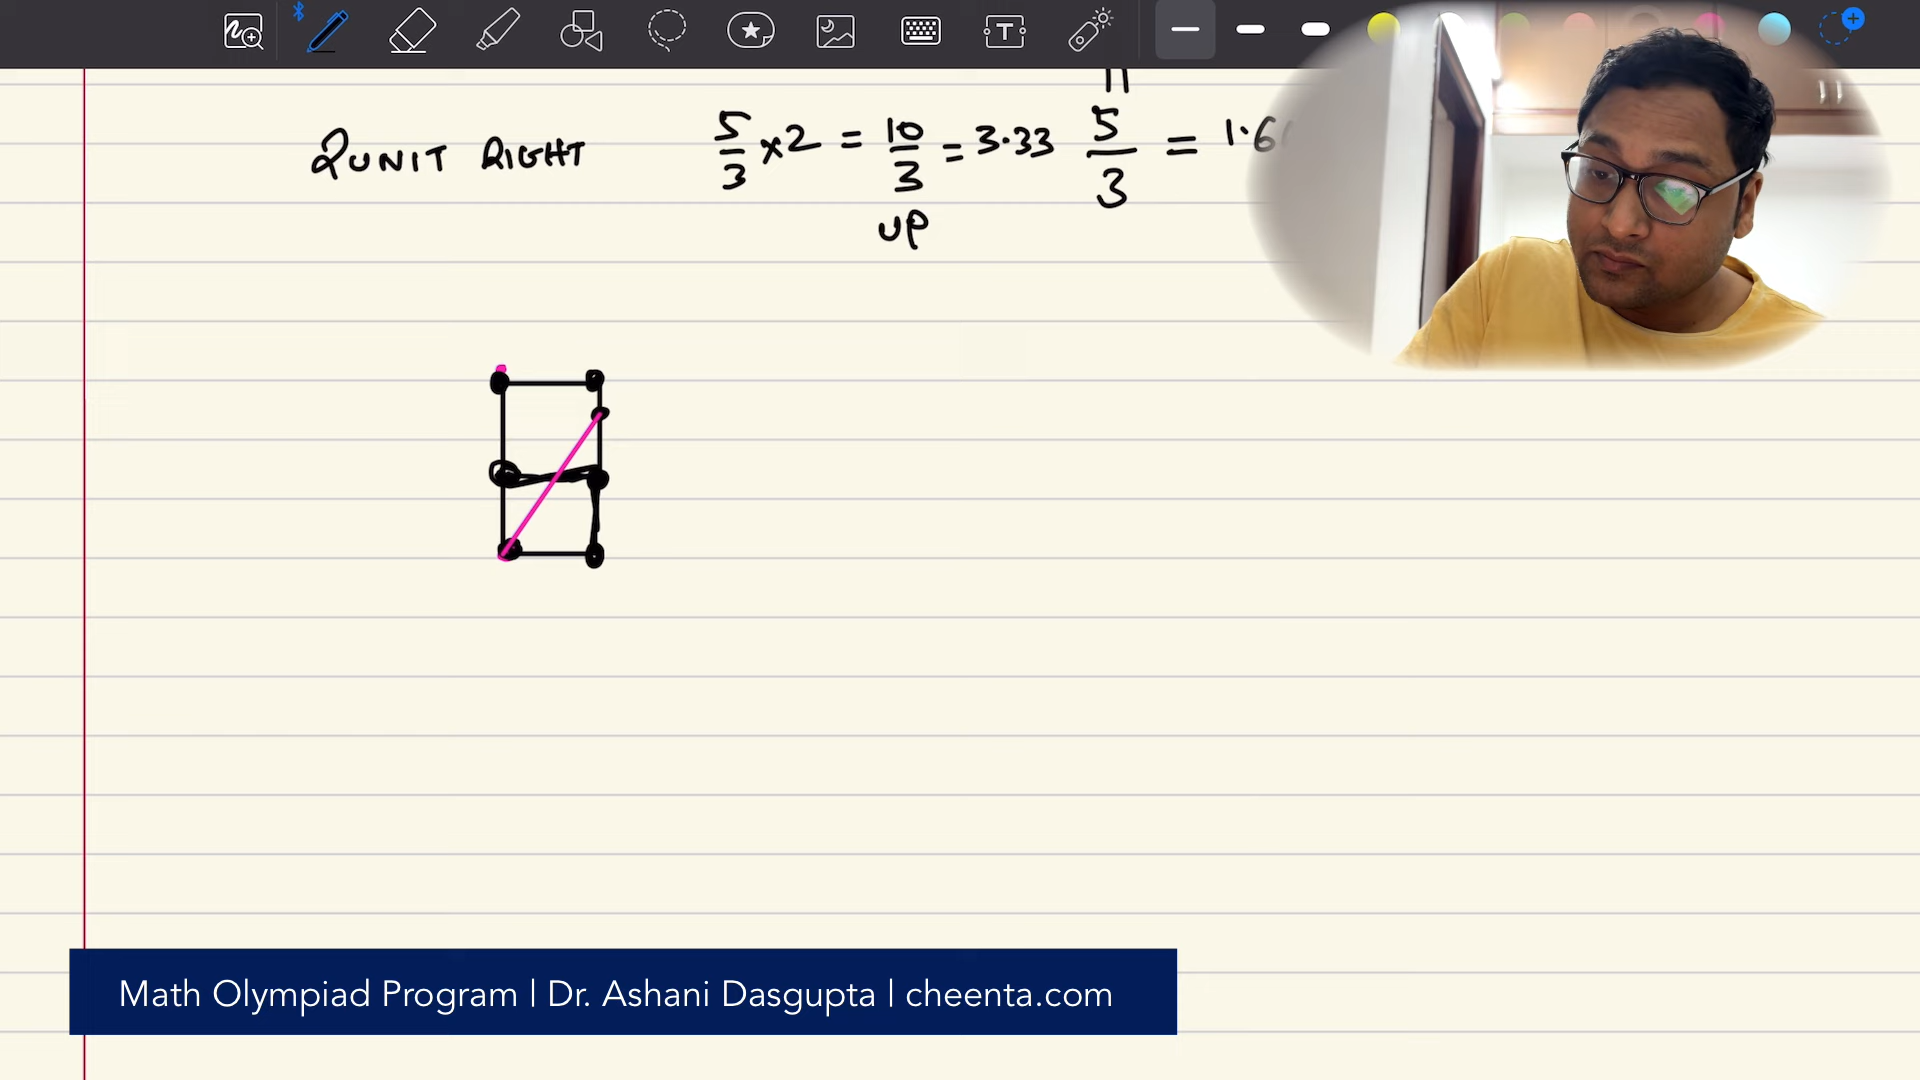 2 UNIT RIGHT 5/3 x2 = 10/3 = 3.33 5/3 = 1.6
UP
Math Olympiad Program | Dr. Ashani Dasgupta | cheenta.com